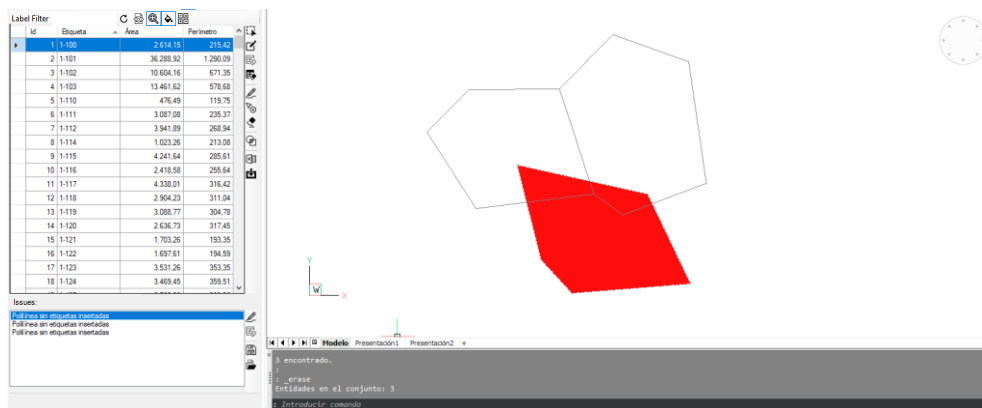 Label Filter
Id Etiqueta Área Perímetro
1 1-100 2.614,15 215,42
2 1-101 36.288,92 1.290,09
3 1-102 10.604,16 671,35
4 1-103 13.461,62 578,68
5 1-110 476,49 119,75
6 1-111 3.087,08 235,37
7 1-112 3.941,89 268,94
8 1-114 1.023,26 213,08
9 1-115 4.241,64 285,61
10 1-116 2.418,58 255,64
11 1-117 4.338,01 316,42
12 1-118 2.904,23 311,04
13 1-119 3.088,77 304,78
14 1-120 2.636,73 317,45
15 1-121 1.703,26 193,35
16 1-122 1.697,61 194,59
17 1-123 3.531,26 353,35
18 1-124 3.469,45 359,51
Issues:
Polilínea sin etiquetas insertadas
Polilínea sin etiquetas insertadas
Polilínea sin etiquetas insertadas
Y
W
X
Modelo Presentación1 Presentación2 +
3 encontrado.
:
: _erase
Entidades en el conjunto: 3
: Introducir comando